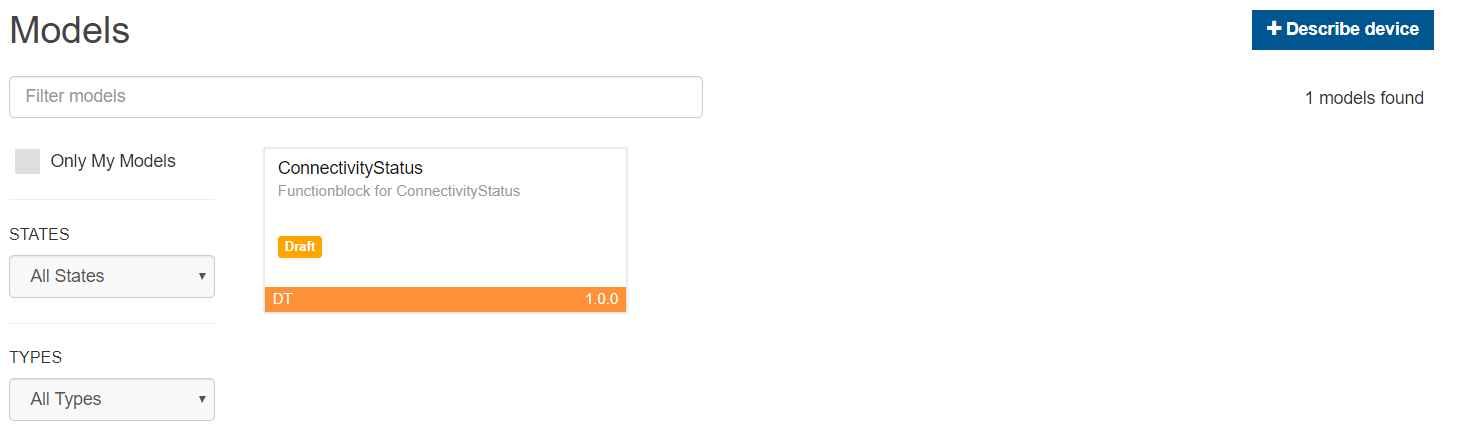 Models
+ Describe device
Filter models
1 models found
Only My Models
ConnectivityStatus
Functionblock for ConnectivityStatus
Draft
DT 1.0.0
STATES
All States
TYPES
All Types